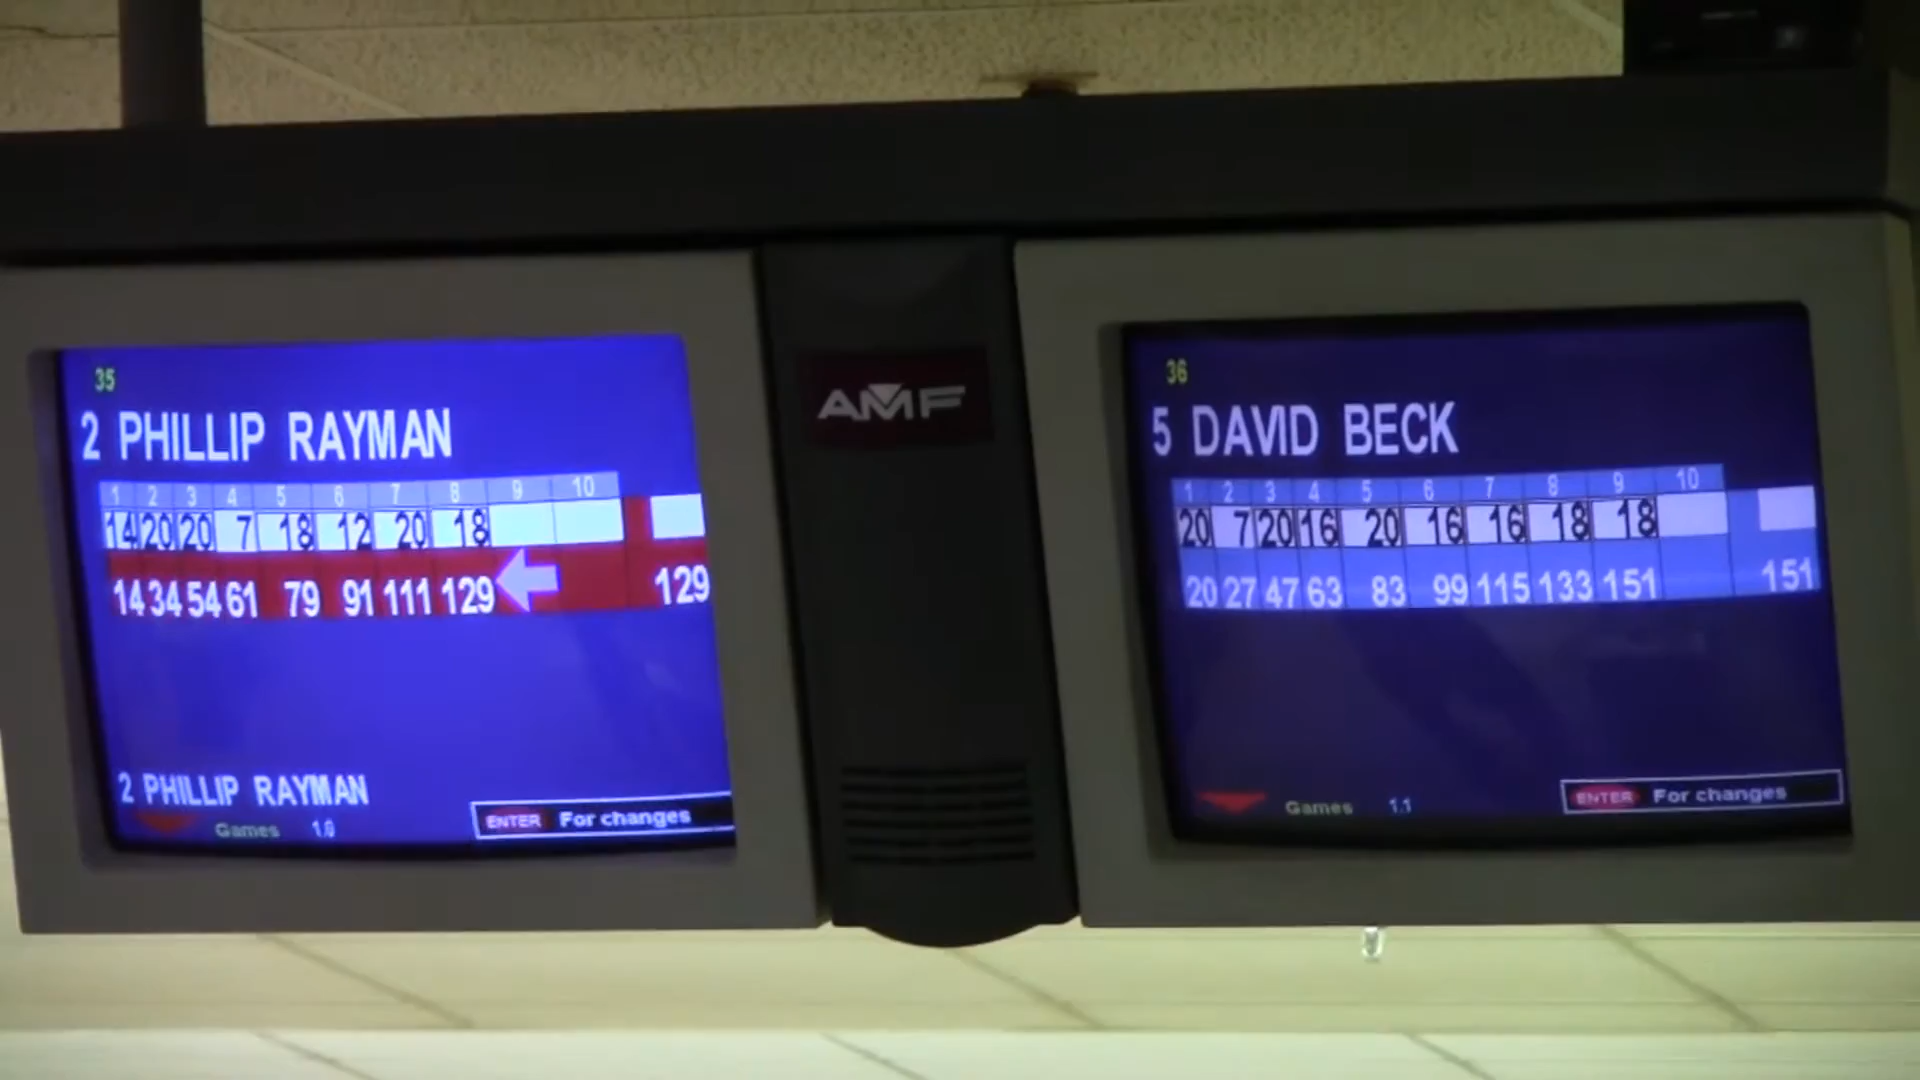 35
2 PHILLIP RAYMAN
1 2 3 4 5 6 7 8 9 10
14 20 20 7 18 12 20 18
14 34 54 61 79 91 111 129 129
2 PHILLIP RAYMAN
Games 1.0
ENTER For changes
AMF
36
5 DAVID BECK
1 2 3 4 5 6 7 8 9 10
20 7 20 16 20 16 16 18 18
20 27 47 63 83 99 115 133 151 151
Games 1.1
ENTER For changes